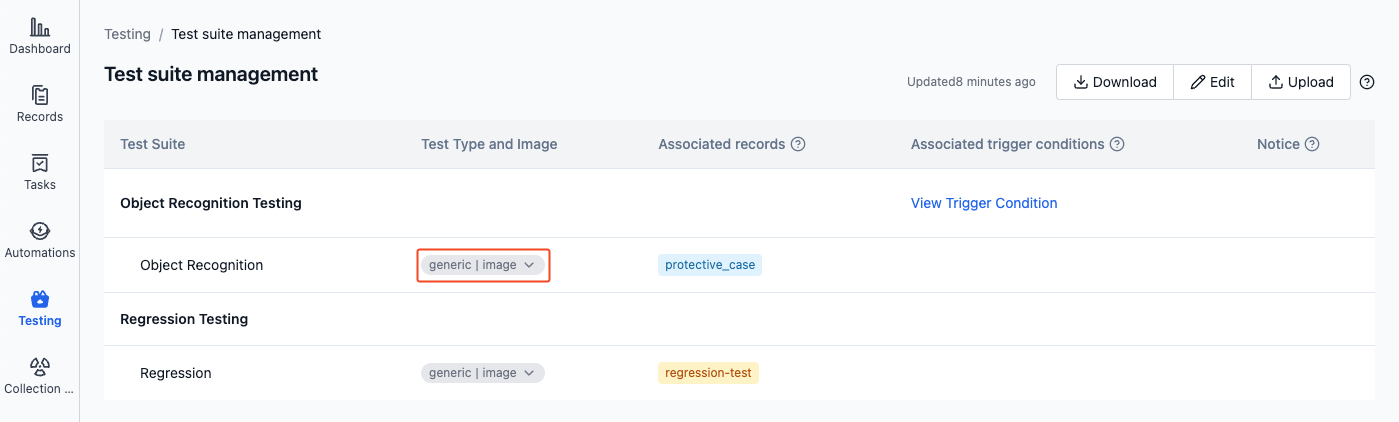 Dashboard
Records
Tasks
Automations
Testing
Collection ...
Testing / Test suite management
Test suite management
Updated8 minutes ago
Download
Edit
Upload
Test Suite
Test Type and Image
Associated records
Associated trigger conditions
Notice
Object Recognition Testing
View Trigger Condition
Object Recognition
generic | image
protective_case
Regression Testing
Regression
generic | image
regression-test